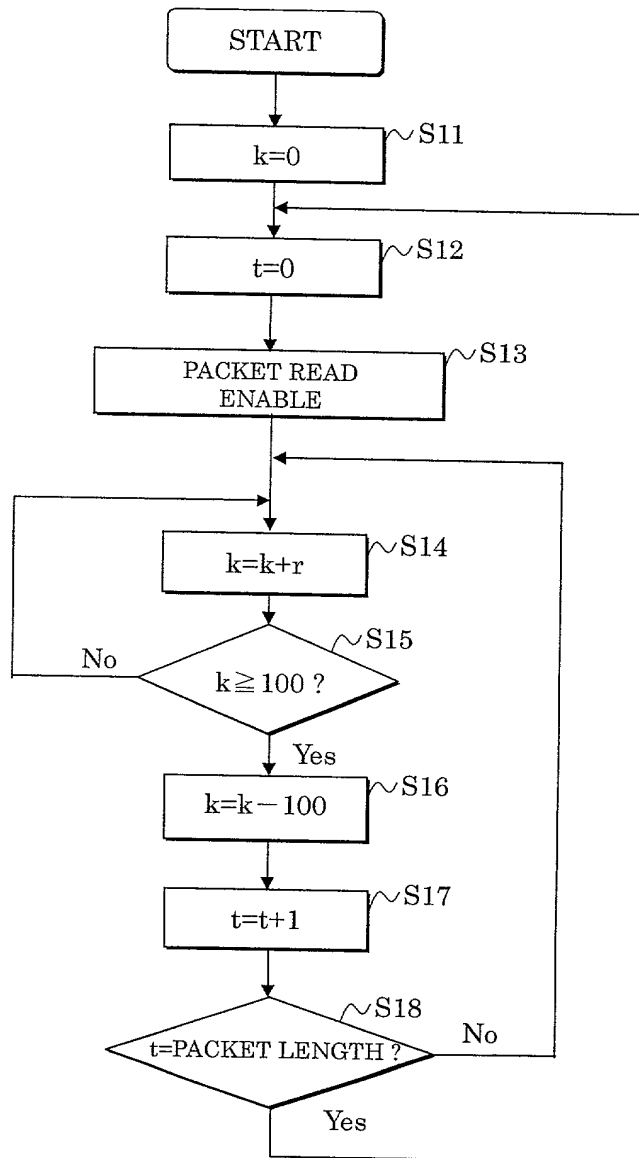 START
S11
k=0
S12
t=0
S13
PACKET READ
ENABLE
S14
k=k+r
S15
No
k≧100 ?
Yes
S16
k=k−100
S17
t=t+1
S18
No
t=PACKET LENGTH ?
Yes